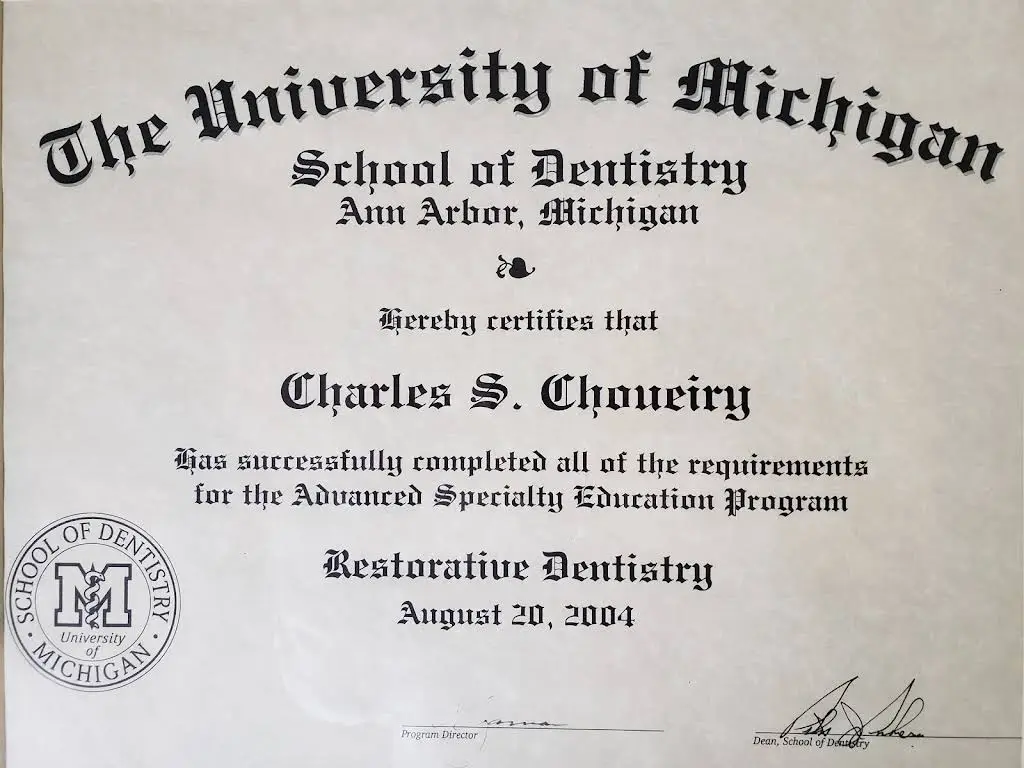 The University of Michigan
School of Dentistry
Ann Arbor, Michigan
Hereby certifies that
Charles S. Choueiry
Has successfully completed all of the requirements
for the Advanced Specialty Education Program
Restorative Dentistry
August 20, 2004
SCHOOL OF DENTISTRY
M
University
of
MICHIGAN
Program Director
Dean, School of Dentistry